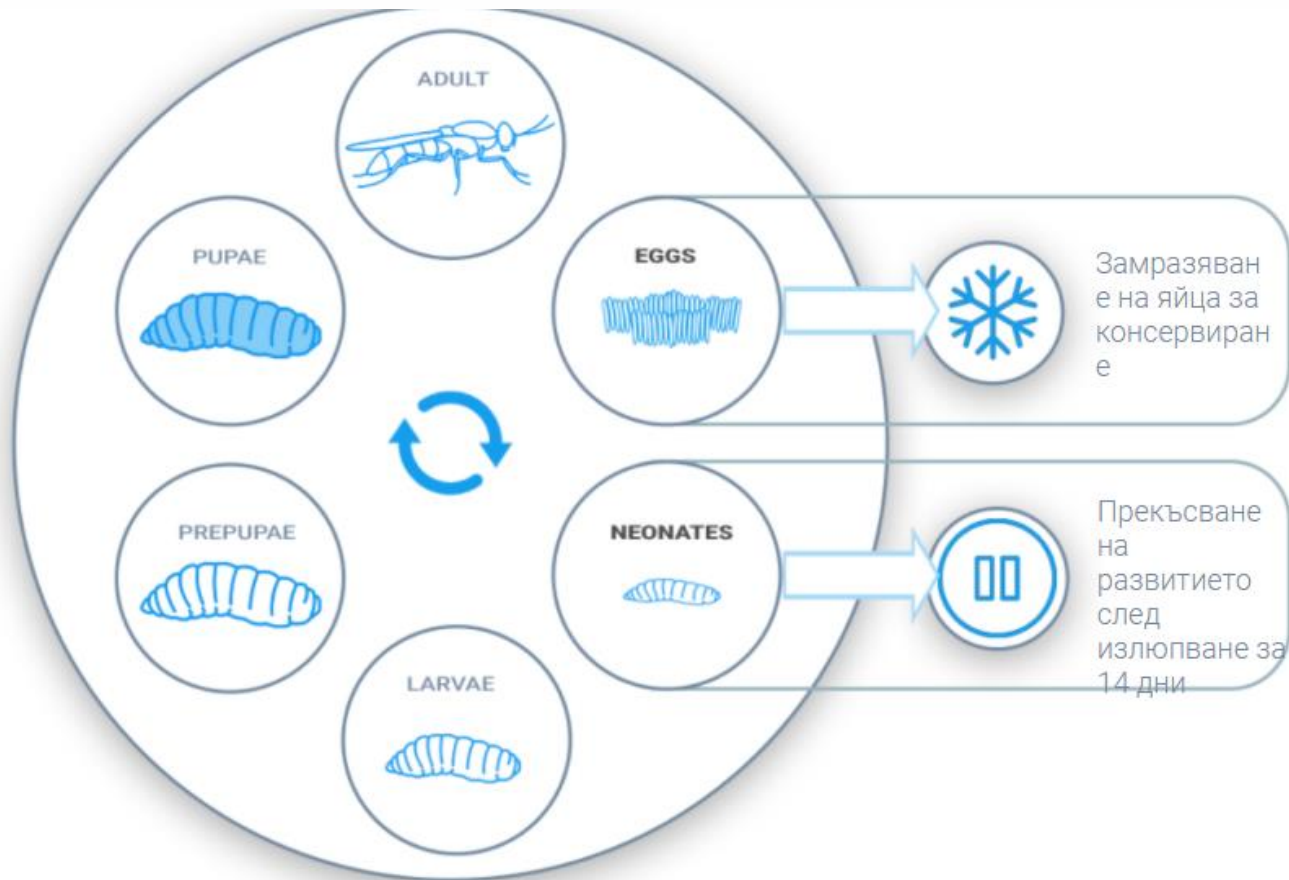 ADULT
PUPAE
EGGS
Замразяван
е на яйца за
консервиран
е
PREPUPAE
NEONATES
Прекъсване
на
развитието
след
излюпване за
14 дни
LARVAE